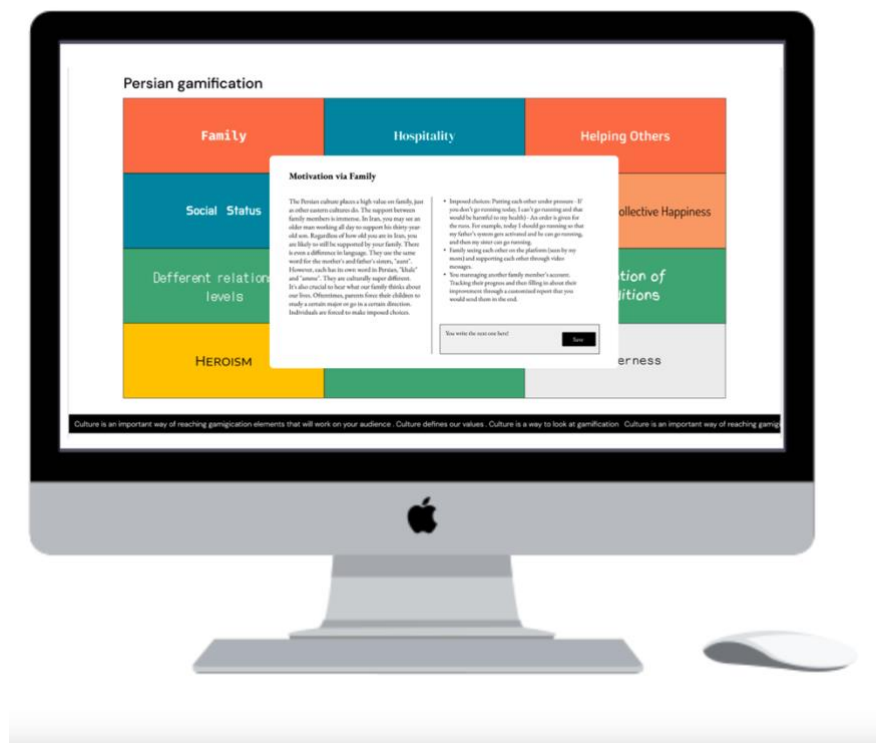 Persian gamification
Family
Hospitality
Helping Others
Motivation via Family
The Persian culture places a high value on family, just
as other eastern cultures do. The support between
family members is immense. In Iran, you may see an
older man working all day to support his thirty-year-
old son. Regardless of how old you are in Iran, you
are likely to still be supported by your family. There
is even a difference in language. They use the same
word for the mother's and father's sisters, "aunt".
However, each has its own word in Persian, "khale"
and "amme". They are culturally super different.
It's also crucial to hear what our family thinks about
our lives. Oftentimes, parents force their children to
study a certain major or go in a certain direction.
Individuals are forced to make imposed choices.
• Imposed choices: Putting each other under pressure - If
you don't go running today, I can't go running and that
would be harmful to my health) - An order is given for
the runs. For example, today I should go running so that
my father's system gets activated and he can go running,
and then my sister can go running.
• Family seeing each other on the platform (seen by my
mom) and supporting each other through video
messages.
• You mannaging another family member's account.
Tracking their progress and then filling in about their
improvement through a customized report that you
would send them in the end.
You write the next one here!
Save
Social Status
ollective Happiness
Defferent relation
levels
tion of
ditions
HEROISM
erness
Culture is an important way of reaching gamigication elements that will work on your audience . Culture defines our values . Culture is a way to look at gamification Culture is an important way of reaching gamig